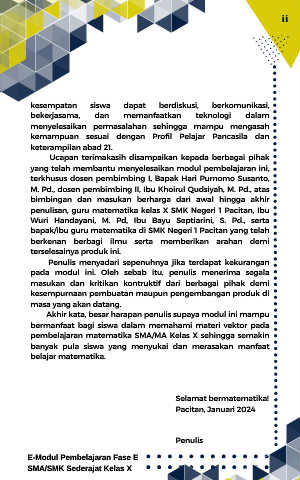 ii
kesempatan siswa dapat berdiskusi, berkomunikasi,
bekerjasama, dan memanfaatkan teknologi dalam
menyelesaikan permasalahan sehingga mampu mengasah
kemampuan sesuai dengan Profil Pelajar Pancasila dan
keterampilan abad 21.
Ucapan terimakasih disampaikan kepada berbagai pihak
yang telah membantu menyelesaikan modul pembelajaran ini,
terkhusus dosen pembimbing I, Bapak Hari Purnomo Susanto,
M. Pd., dosen pembimbing II, Ibu Khoirul Qudsiyah, M. Pd., atas
bimbingan dan masukan berharga dari awal hingga akhir
penulisan, guru matematika kelas X SMK Negeri 1 Pacitan, Ibu
Wuri Handayani, M. Pd, Ibu Bayu Septiarini, S. Pd., serta
bapak/ibu guru matematika di SMK Negeri 1 Pacitan yang telah
berkenan berbagi ilmu serta memberikan arahan demi
terselesainya produk ini.
Penulis menyadari sepenuhnya jika terdapat kekurangan
pada modul ini. Oleh sebab itu, penulis menerima segala
masukan dan kritikan kontruktif dari berbagai pihak demi
kesempurnaan pembuatan maupun pengembangan produk di
masa yang akan datang.
Akhir kata, besar harapan penulis supaya modul ini mampu
bermanfaat bagi siswa dalam memahami materi vektor pada
pembelajaran matematika SMA/MA Kelas X sehingga semakin
banyak pula siswa yang menyukai dan merasakan manfaat
belajar matematika.
Selamat bermatematika!
Pacitan, Januari 2024
Penulis
E-Modul Pembelajaran Fase E
SMA/SMK Sederajat Kelas X